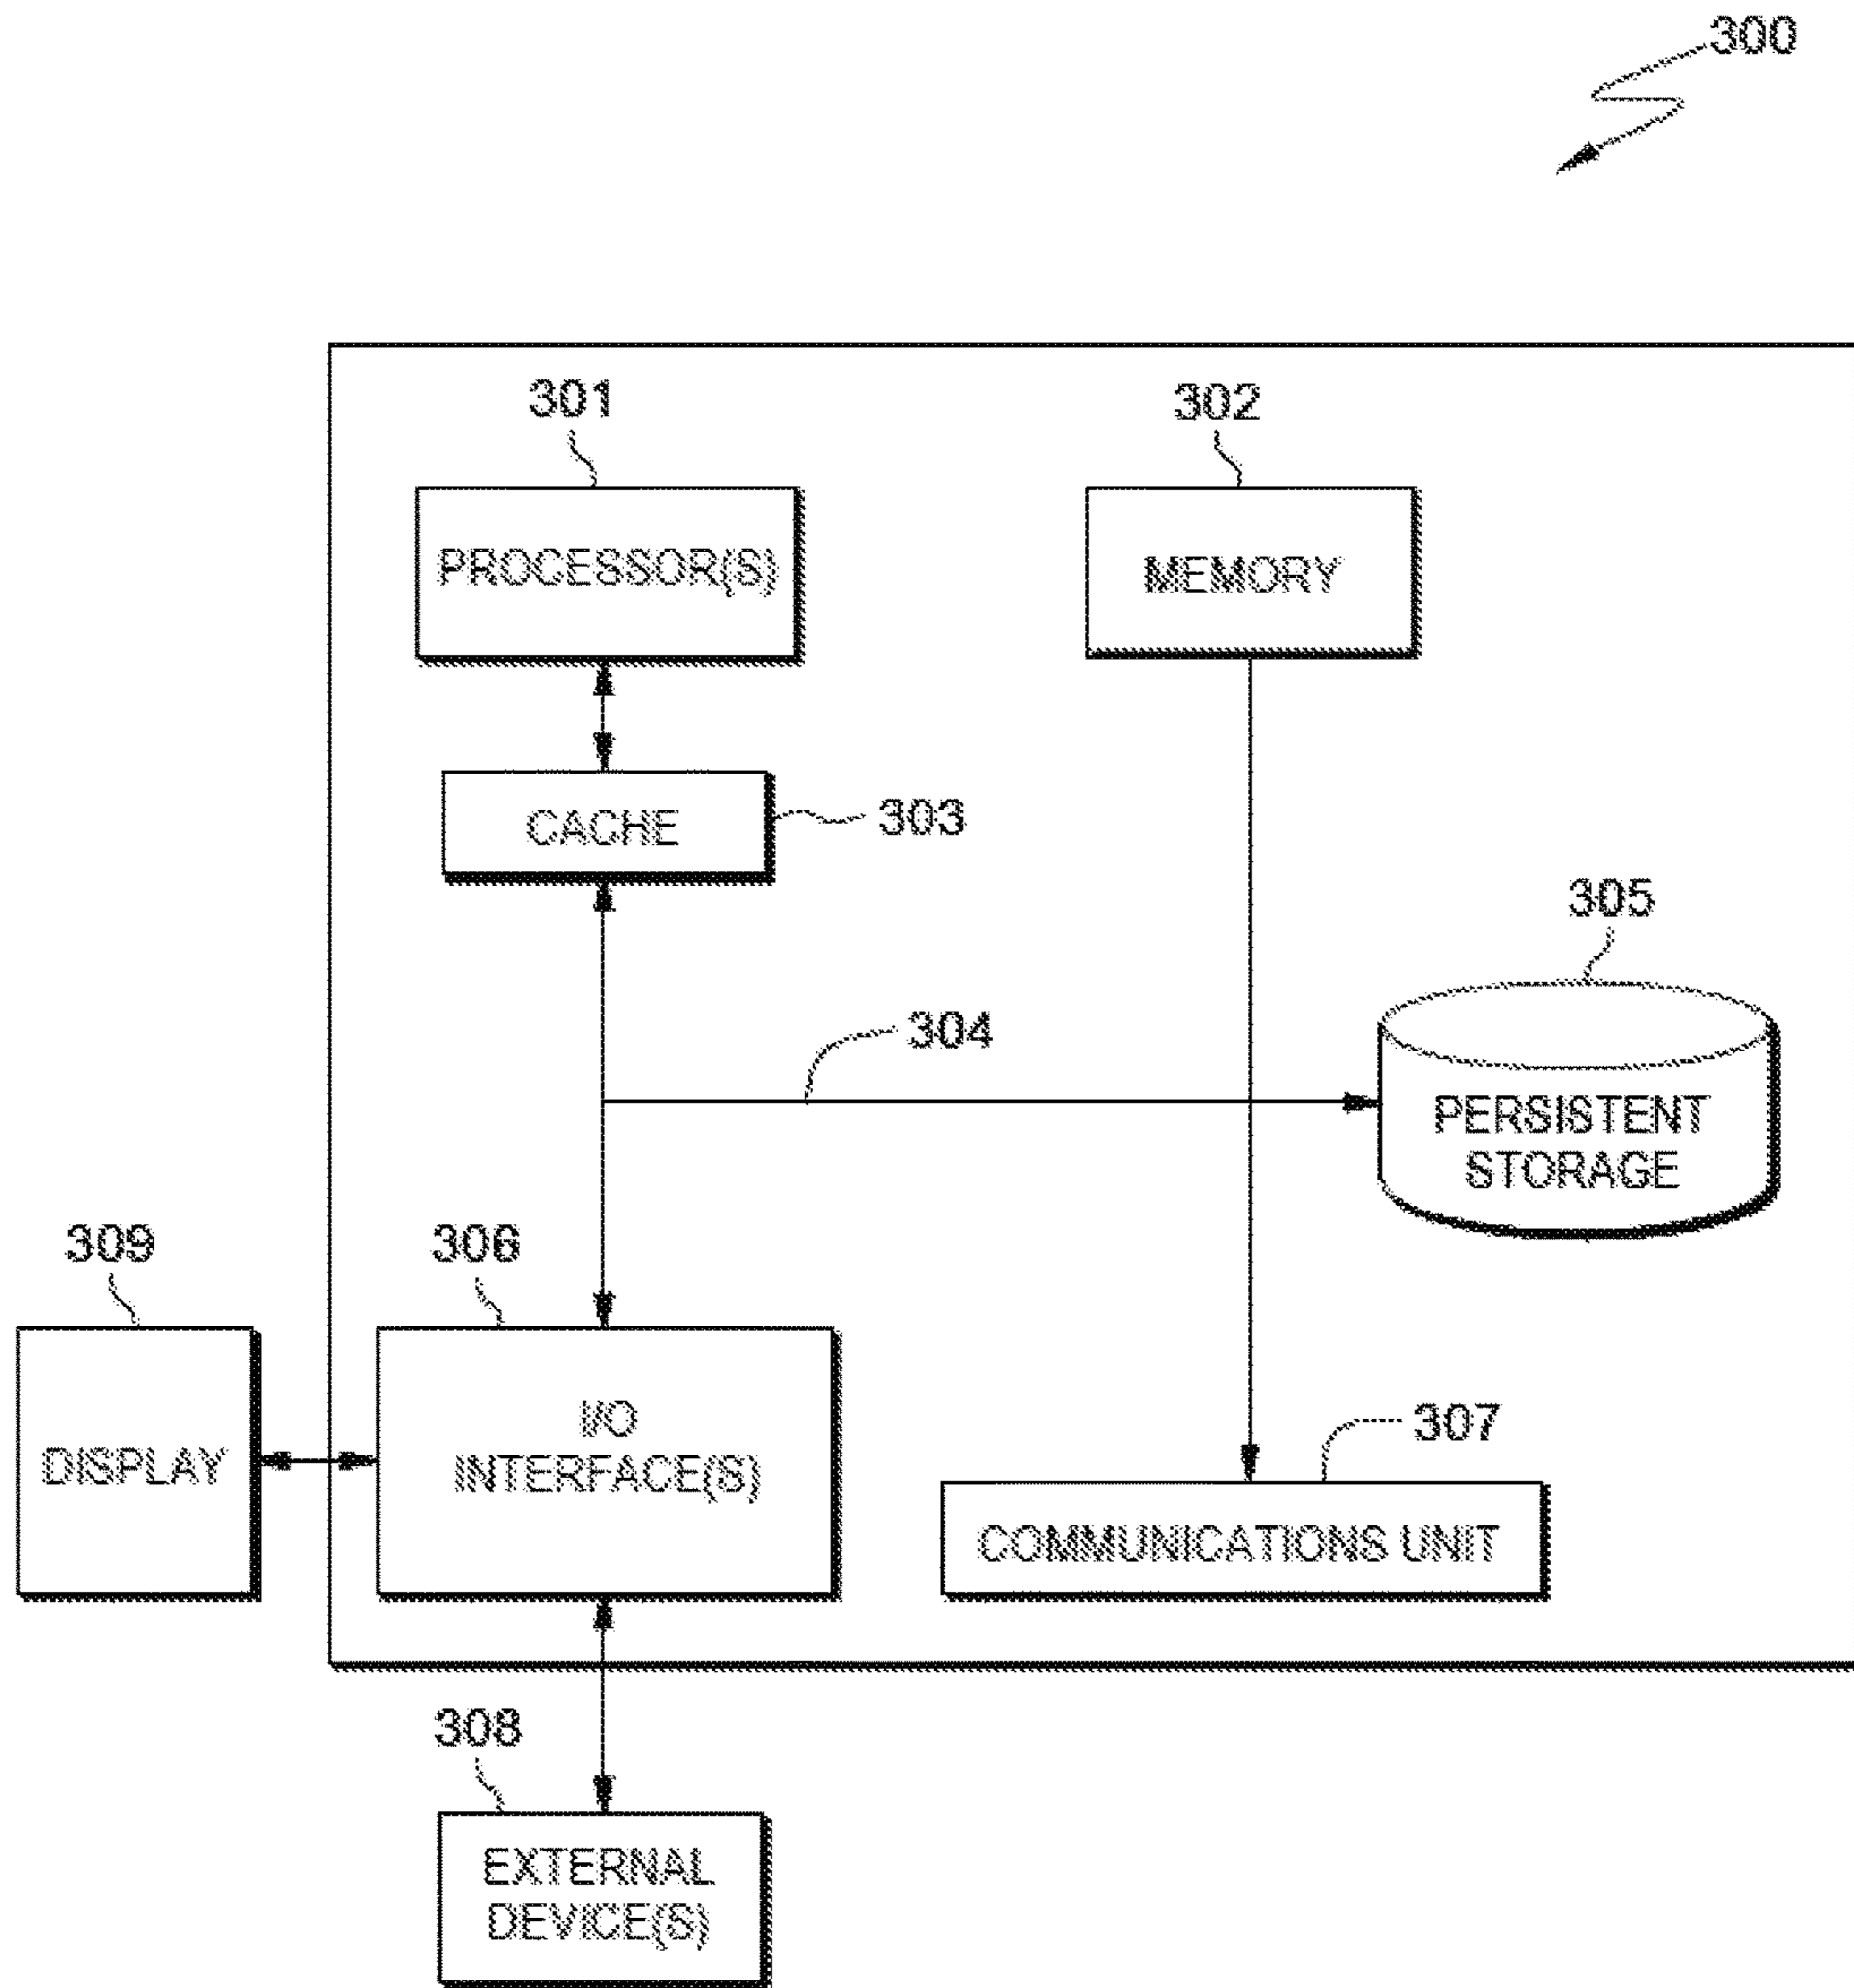 300
301
302
PROCESSOR(S)
MEMORY
CACHE
303
305
304
PERSISTENT
STORAGE
309
306
I/O
INTERFACE(S)
DISPLAY
307
COMMUNICATIONS UNIT
308
EXTERNAL
DEVICE(S)